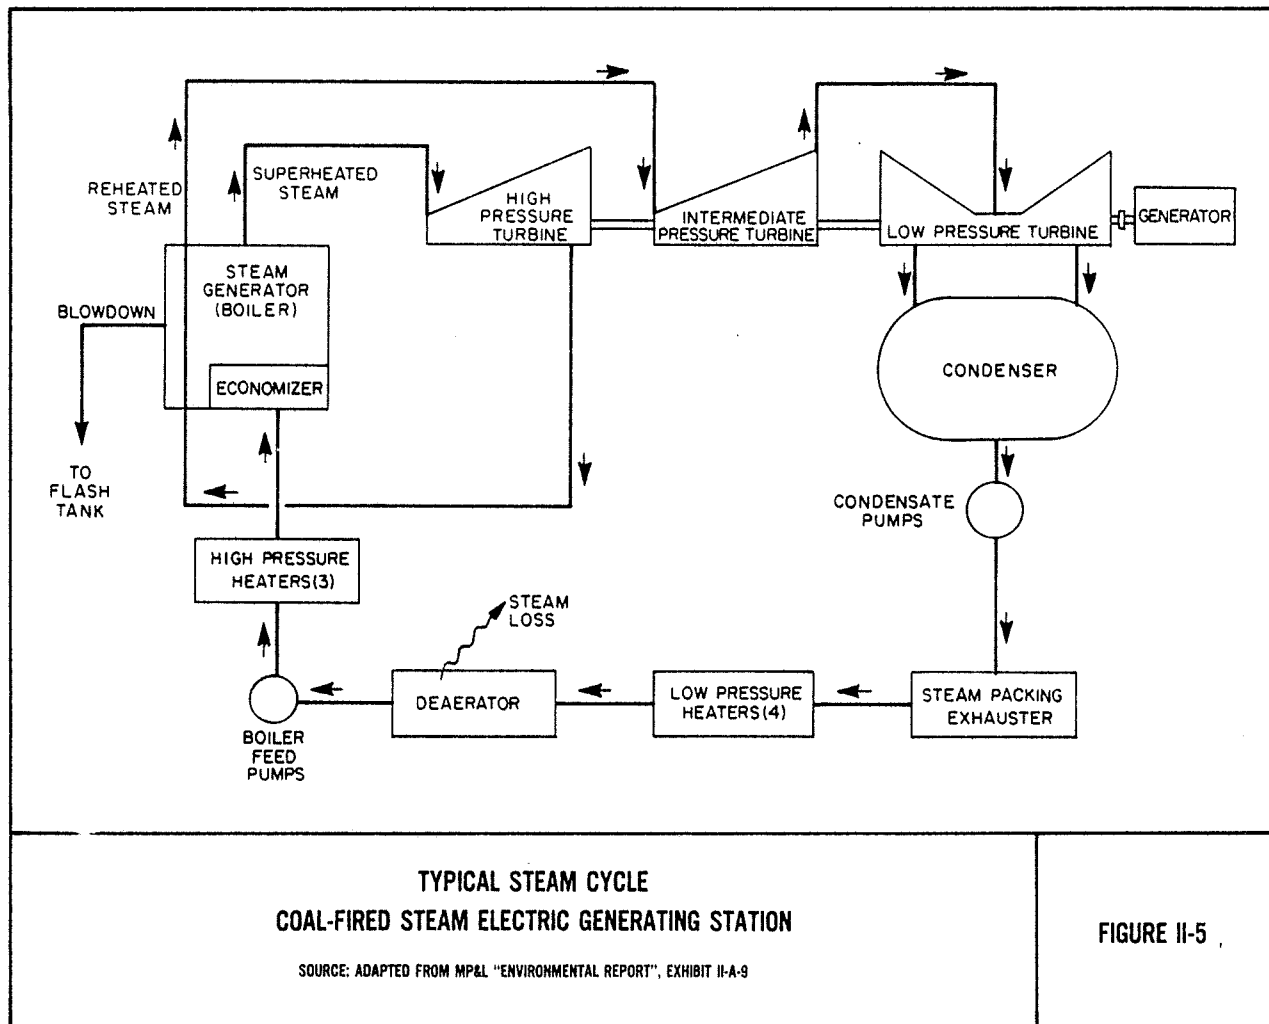 REHEATED
STEAM
SUPERHEATED
STEAM
HIGH
PRESSURE
TURBINE
INTERMEDIATE
PRESSURE TURBINE
LOW PRESSURE TURBINE
GENERATOR
STEAM
GENERATOR
(BOILER)
BLOWDOWN
ECONOMIZER
CONDENSER
TO
FLASH
TANK
CONDENSATE
PUMPS
HIGH PRESSURE
HEATERS(3)
STEAM
LOSS
DEAERATOR
LOW PRESSURE
HEATERS(4)
STEAM PACKING
EXHAUSTER
BOILER
FEED
PUMPS
TYPICAL STEAM CYCLE
COAL-FIRED STEAM ELECTRIC GENERATING STATION
SOURCE: ADAPTED FROM MP&L "ENVIRONMENTAL REPORT", EXHIBIT II-A-9
FIGURE II-5